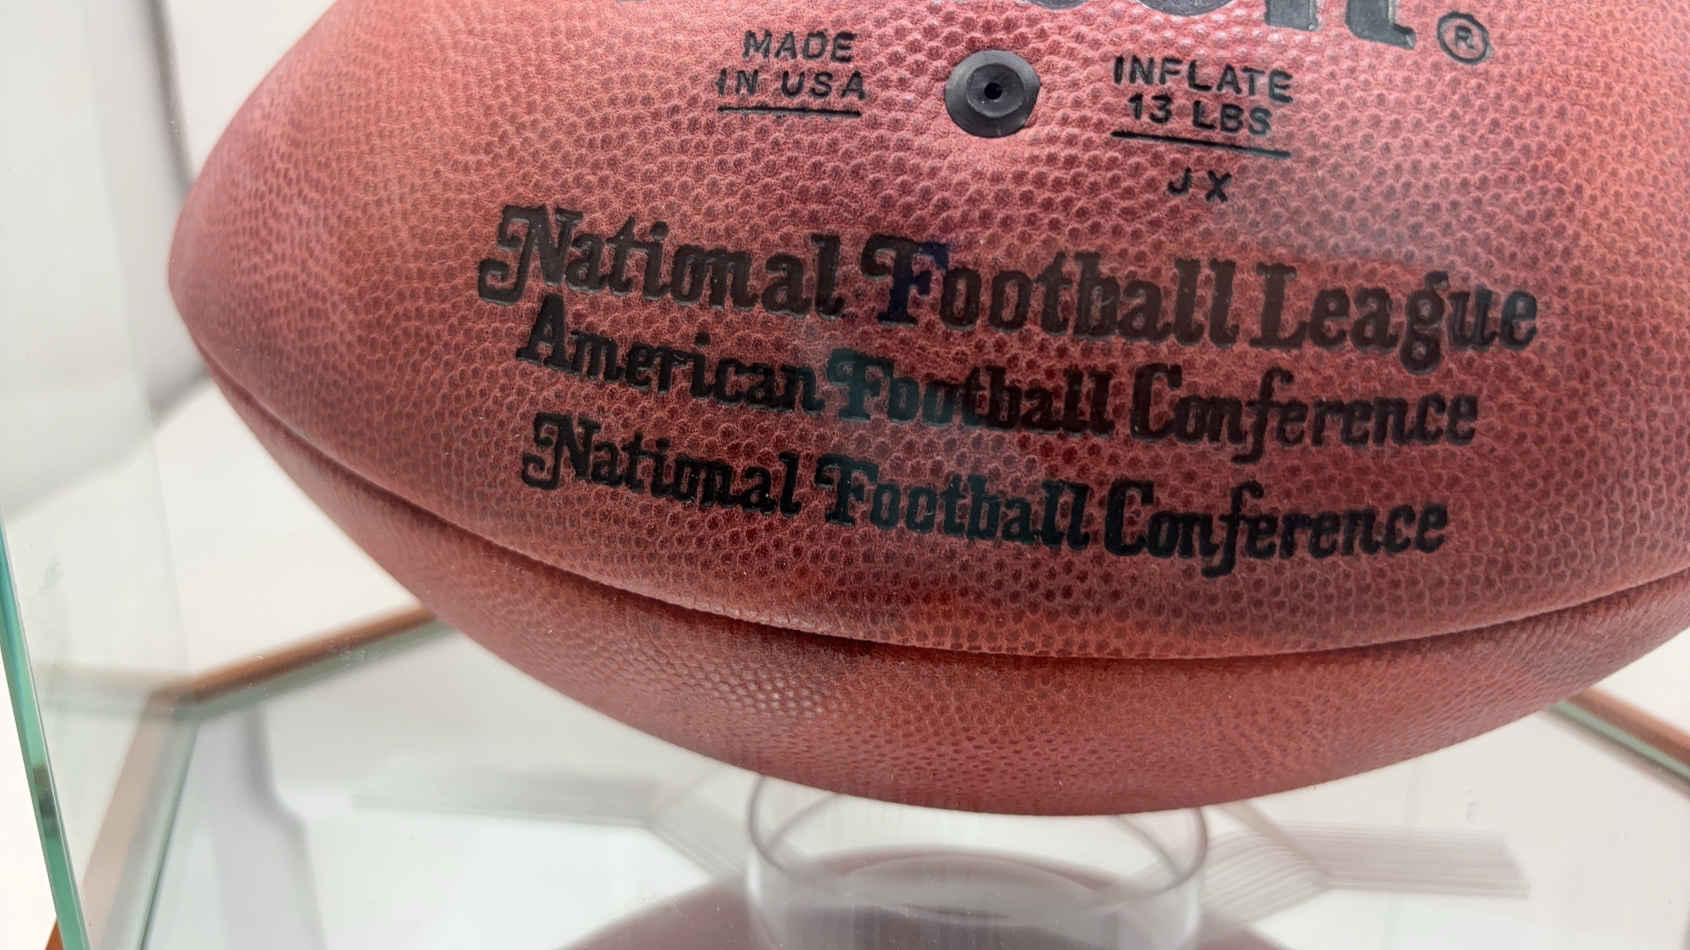 ®
MADE
IN USA
INFLATE
13 LBS
JX
National Football League
American Football Conference
National Football Conference